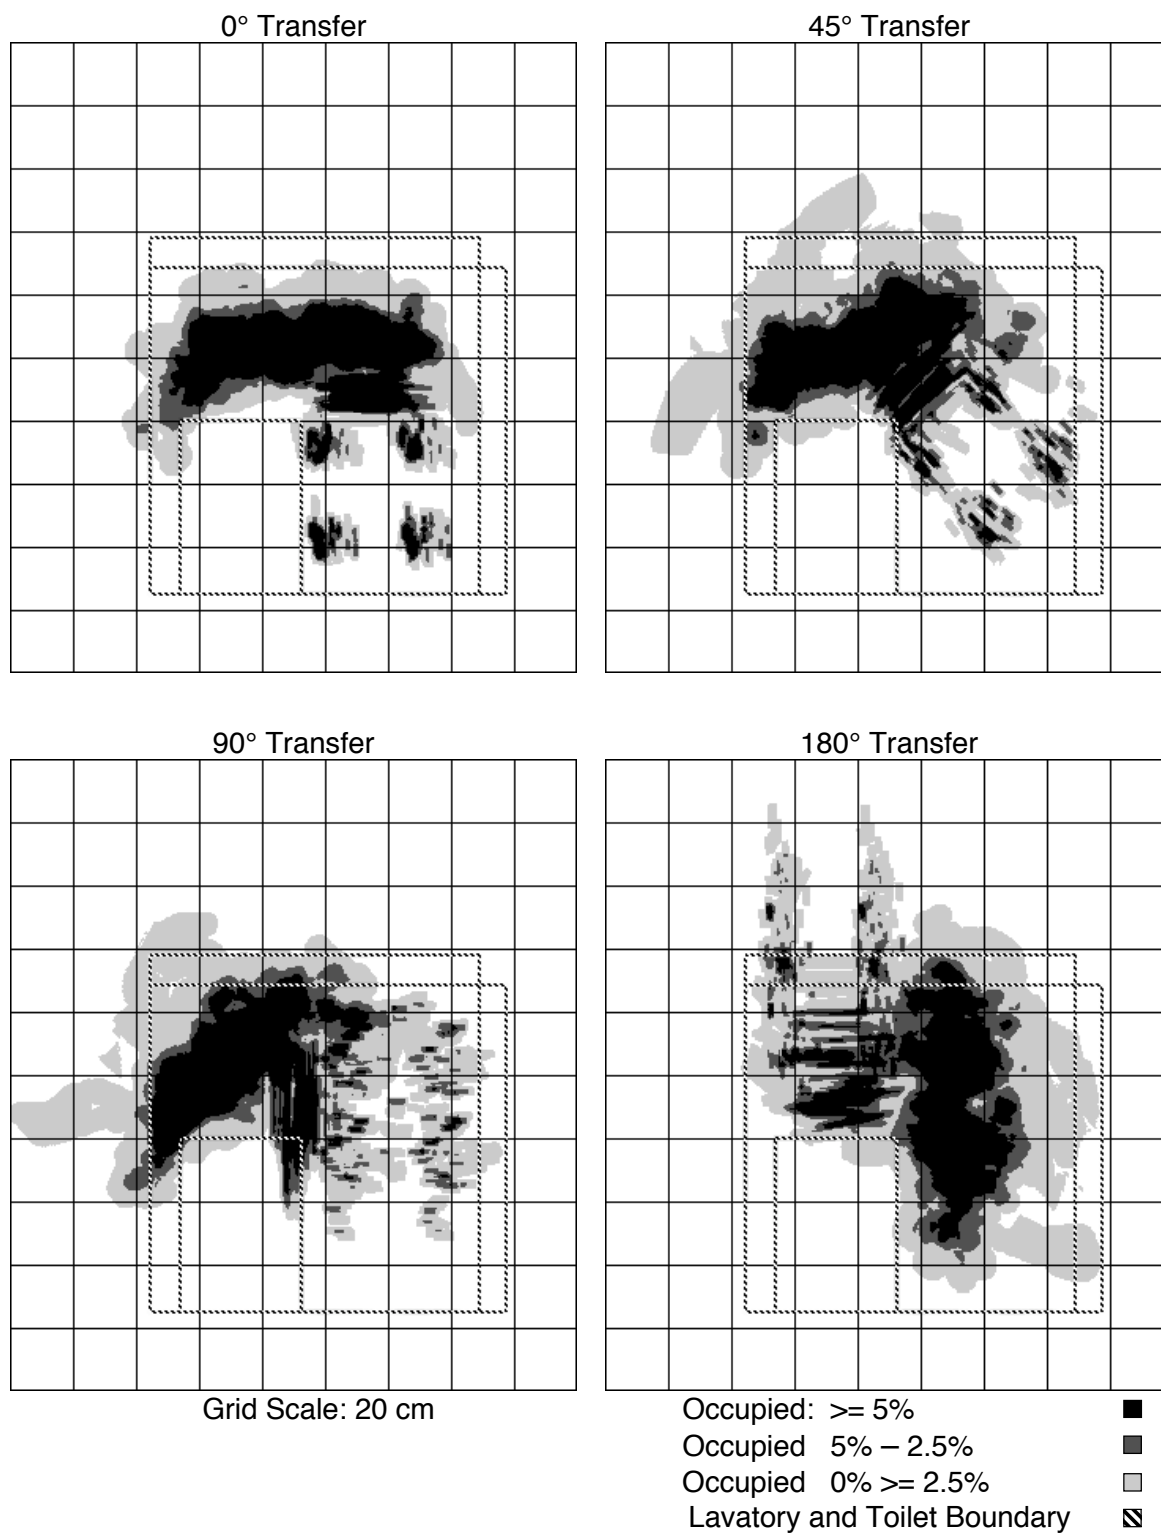 0° Transfer
45° Transfer
90° Transfer
180° Transfer
Grid Scale: 20 cm
Occupied: >= 5%
Occupied 5% – 2.5%
Occupied 0% >= 2.5%
Lavatory and Toilet Boundary